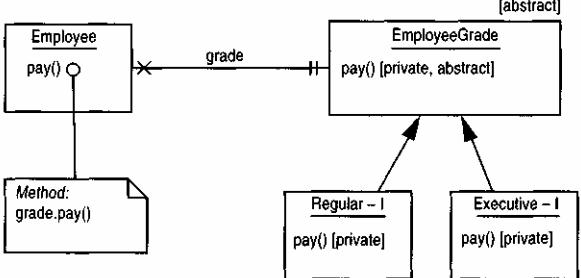 [abstract]
Employee
EmployeeGrade
grade
pay()
pay() [private, abstract]
Method:
grade.pay()
Regular – I
Executive – I
pay() [private]
pay() [private]